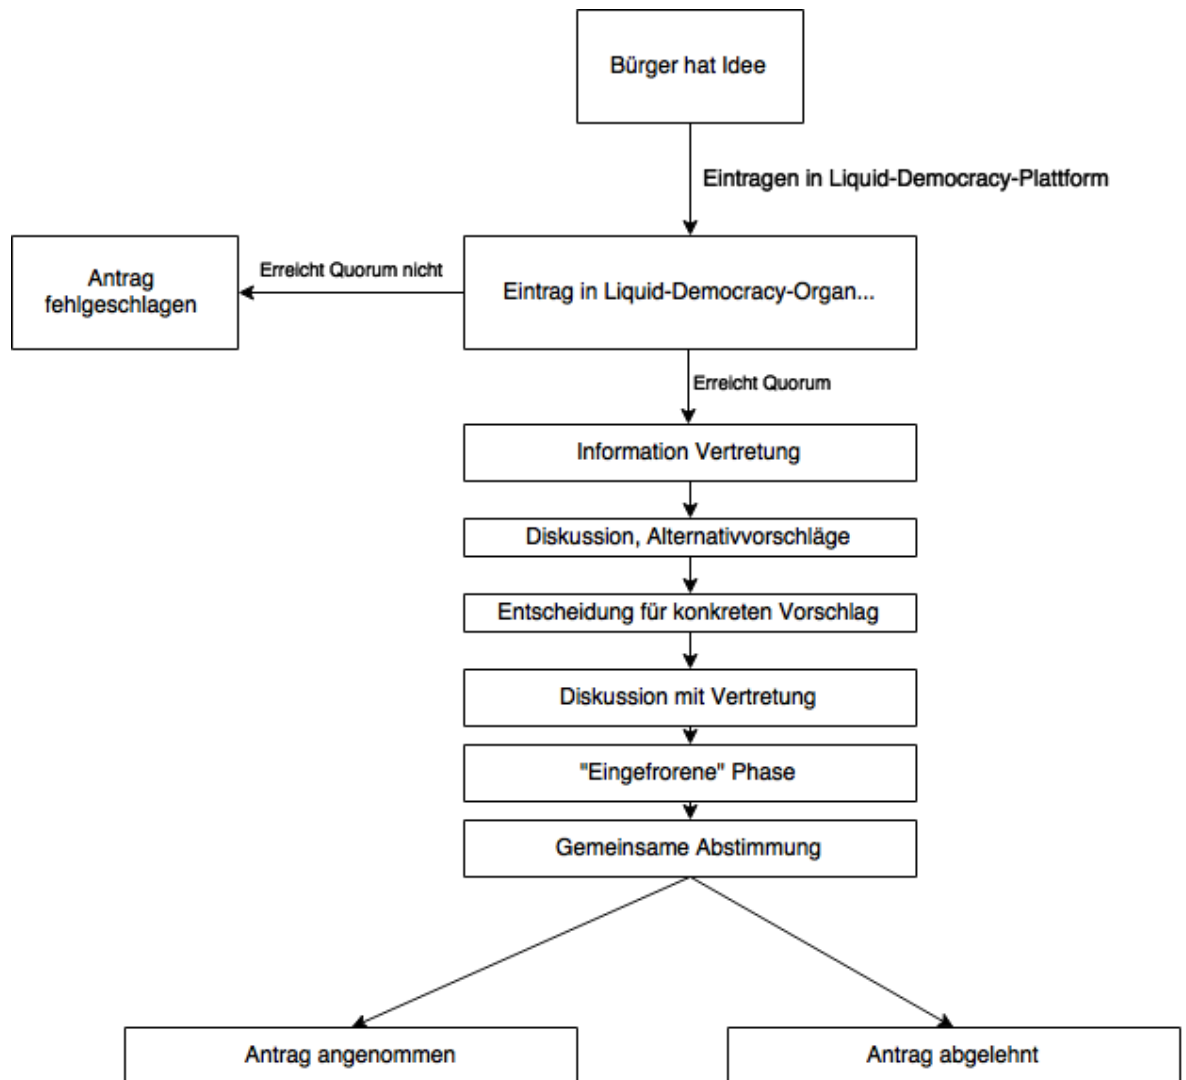 Bürger hat Idee
Eintragen in Liquid-Democracy-Plattform
Antrag
fehlgeschlagen
Erreicht Quorum nicht
Eintrag in Liquid-Democracy-Organ...
Erreicht Quorum
Information Vertretung
Diskussion, Alternativvorschläge
Entscheidung für konkreten Vorschlag
Diskussion mit Vertretung
"Eingefrorene" Phase
Gemeinsame Abstimmung
Antrag angenommen
Antrag abgelehnt